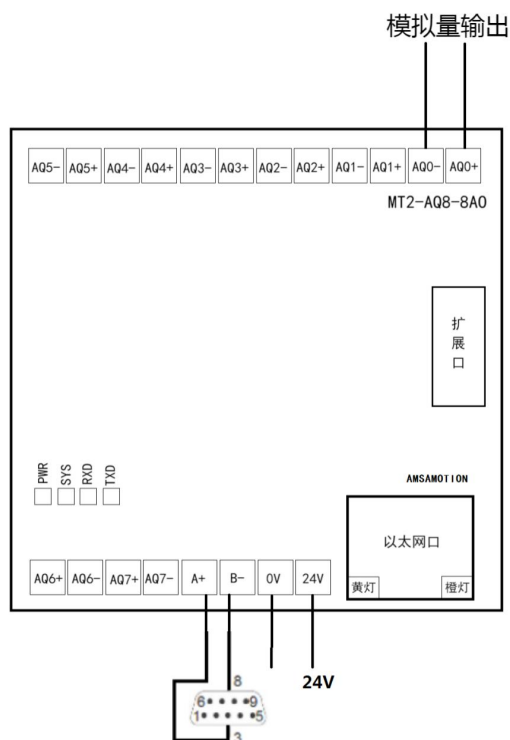 模拟量输出
AQ5- AQ5+ AQ4- AQ4+ AQ3- AQ3+ AQ2- AQ2+ AQ1- AQ1+ AQ0- AQ0+
MT2-AQ8-8AO
扩
展
口
PWR SYS RXD TXD
AMSAMOTION
以太网口
黄灯 橙灯
AQ6+ AQ6- AQ7+ AQ7- A+ B- 0V 24V
24V
8
6 9
1 5
3